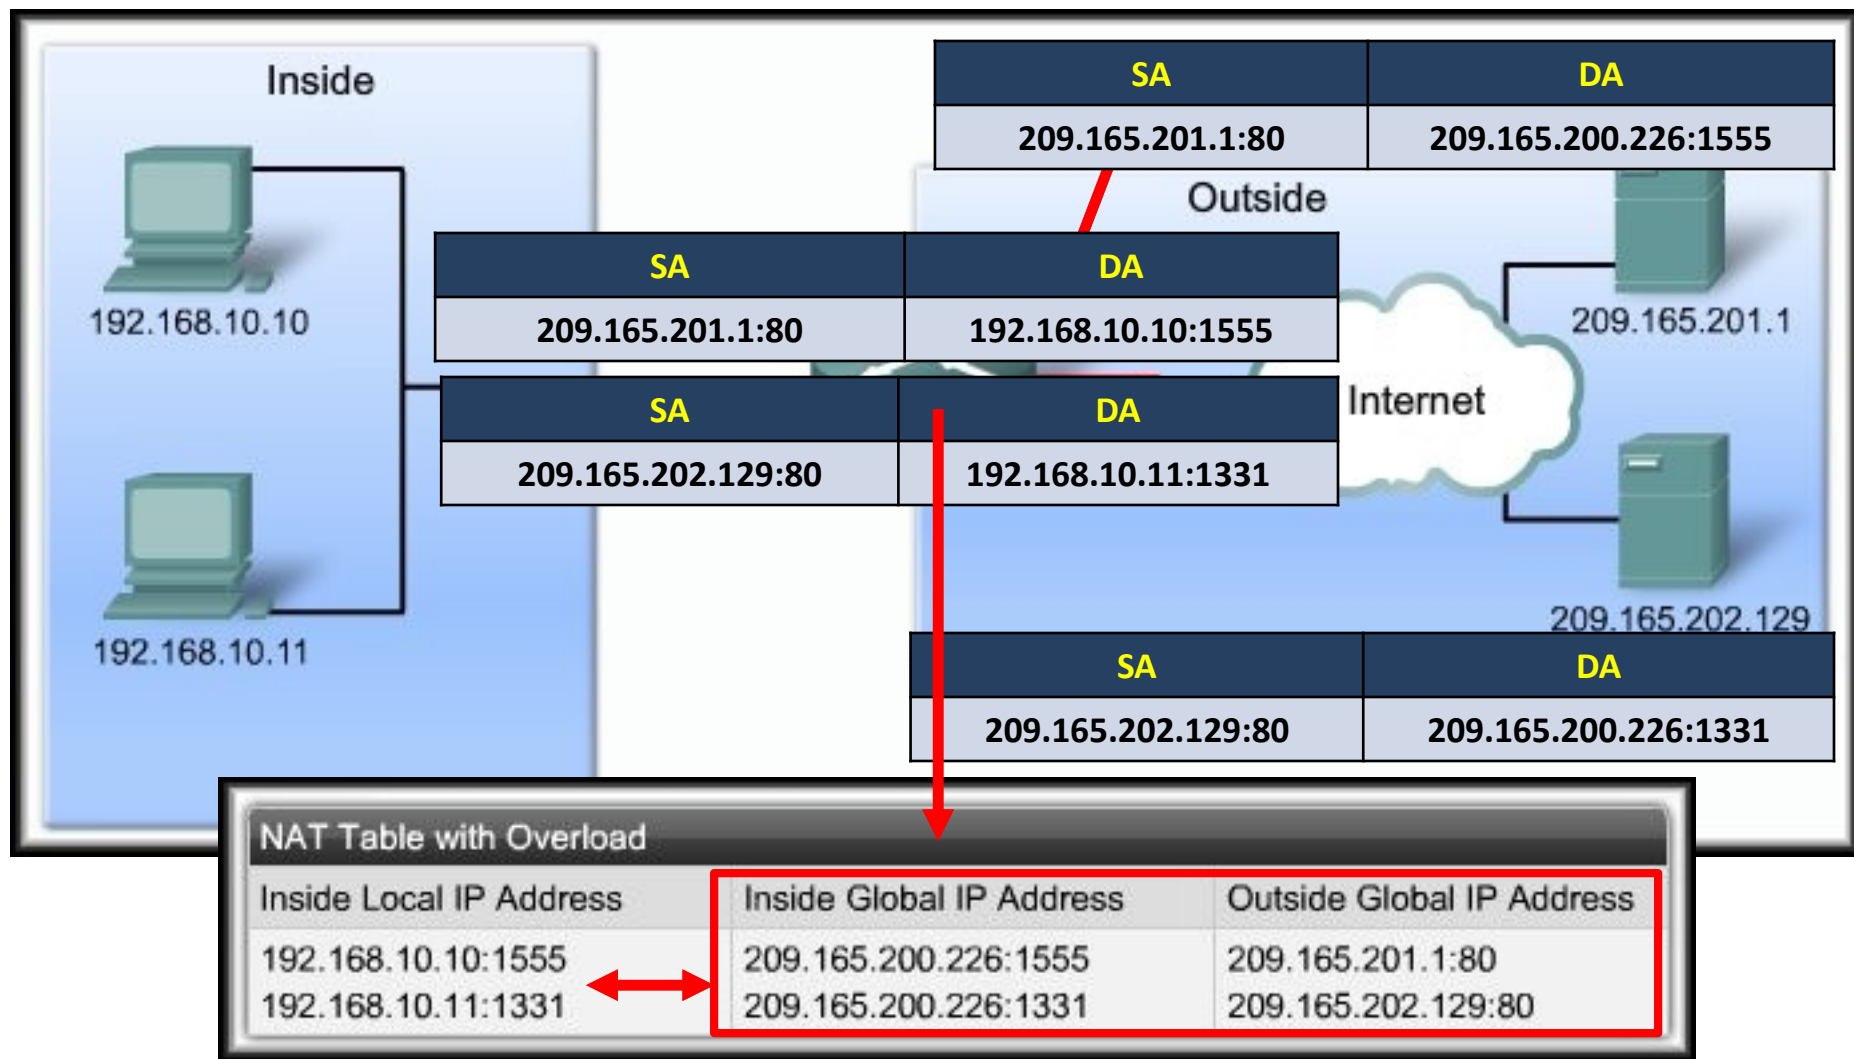 Inside
SA DA
209.165.201.1:80 209.165.200.226:1555
Outside
SA DA
209.165.201.1:80 192.168.10.10:1555
192.168.10.10
209.165.201.1
SA DA
209.165.202.129:80 192.168.10.11:1331
Internet
192.168.10.11
209.165.202.129
SA DA
209.165.202.129:80 209.165.200.226:1331
NAT Table with Overload
Inside Local IP Address Inside Global IP Address Outside Global IP Address
192.168.10.10:1555 209.165.200.226:1555 209.165.201.1:80
192.168.10.11:1331 209.165.200.226:1331 209.165.202.129:80